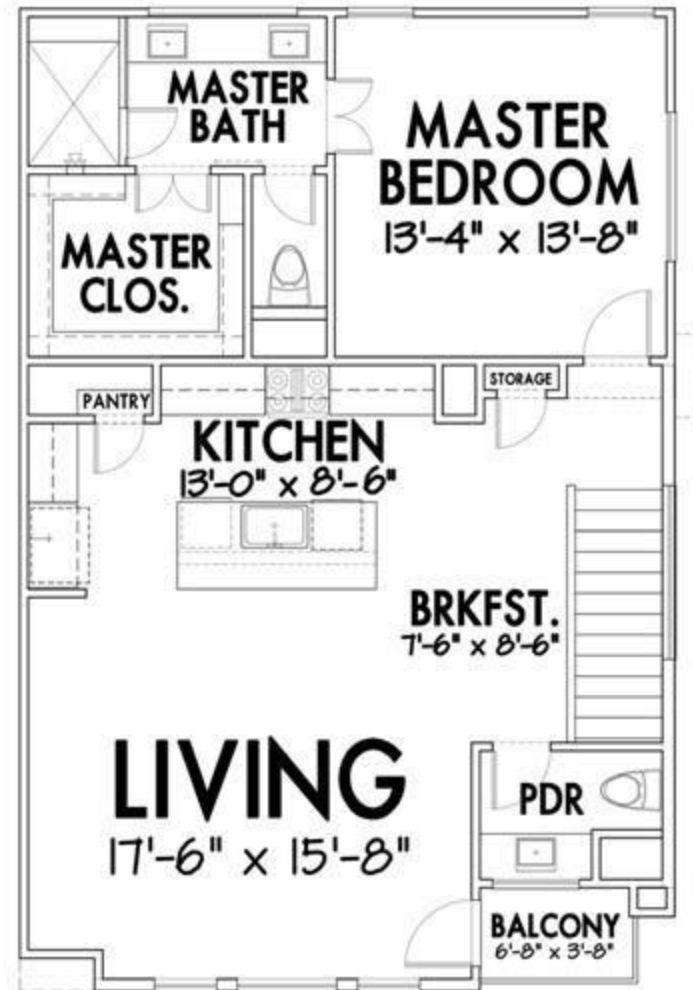 MASTER
BATH
MASTER
BEDROOM
13'-4" x 13'-8"
MASTER
CLOS.
PANTRY
STORAGE
KITCHEN
13'-0" x 8'-6"
BRKFST.
7'-6" x 8'-6"
LIVING
17'-6" x 15'-8"
PDR
BALCONY
6'-8" x 3'-8"